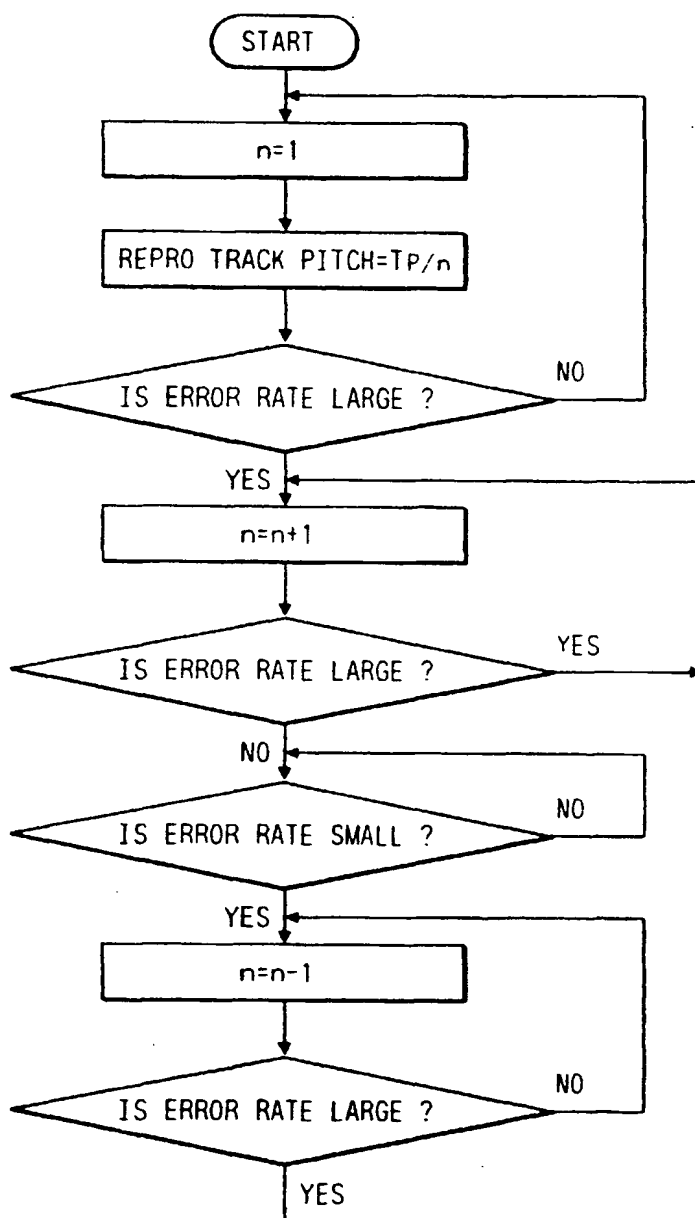 START
n=1
REPRO TRACK PITCH=TP/n
IS ERROR RATE LARGE ?
NO
YES
n=n+1
IS ERROR RATE LARGE ?
YES
NO
IS ERROR RATE SMALL ?
NO
YES
n=n-1
IS ERROR RATE LARGE ?
NO
YES